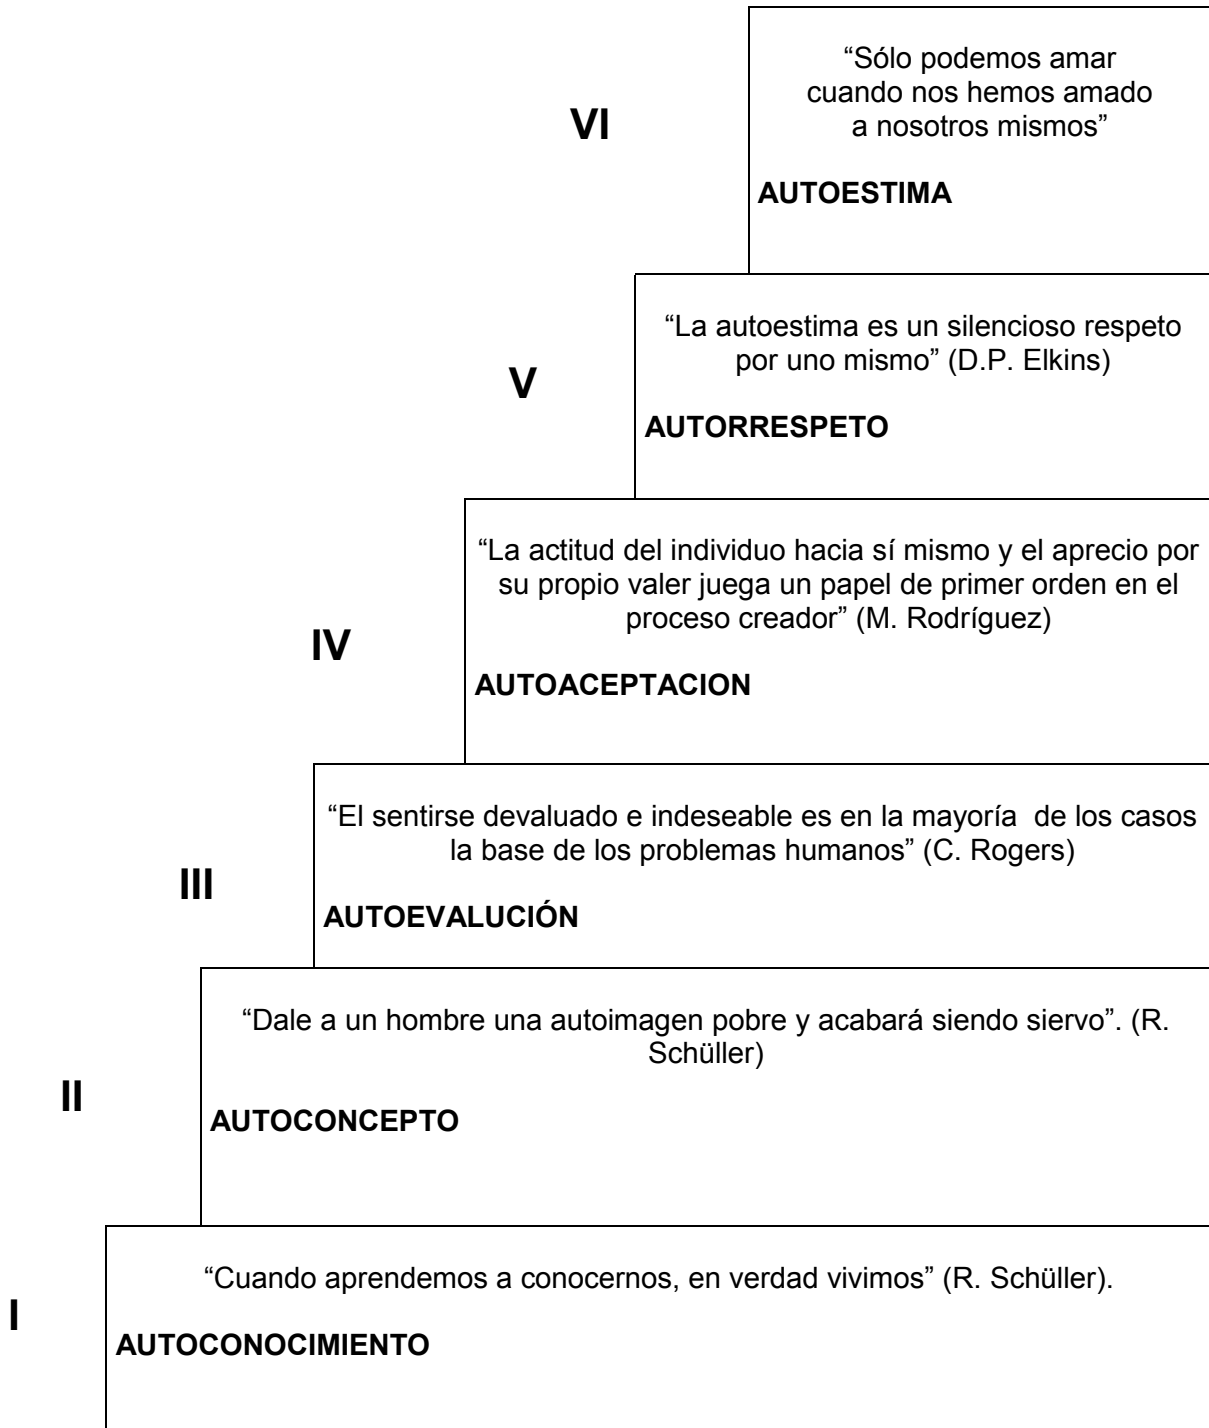 “Sólo podemos amar
cuando nos hemos amado
a nosotros mismos”
VI
AUTOESTIMA
“La autoestima es un silencioso respeto
por uno mismo” (D.P. Elkins)
V
AUTORRESPETO
“La actitud del individuo hacia sí mismo y el aprecio por
su propio valer juega un papel de primer orden en el
proceso creador” (M. Rodríguez)
IV
AUTOACEPTACION
“El sentirse devaluado e indeseable es en la mayoría  de los casos
la base de los problemas humanos” (C. Rogers)
III
AUTOEVALUCIÓN
“Dale a un hombre una autoimagen pobre y acabará siendo siervo”. (R.
Schüller)
II
AUTOCONCEPTO
“Cuando aprendemos a conocernos, en verdad vivimos” (R. Schüller).
I
AUTOCONOCIMIENTO